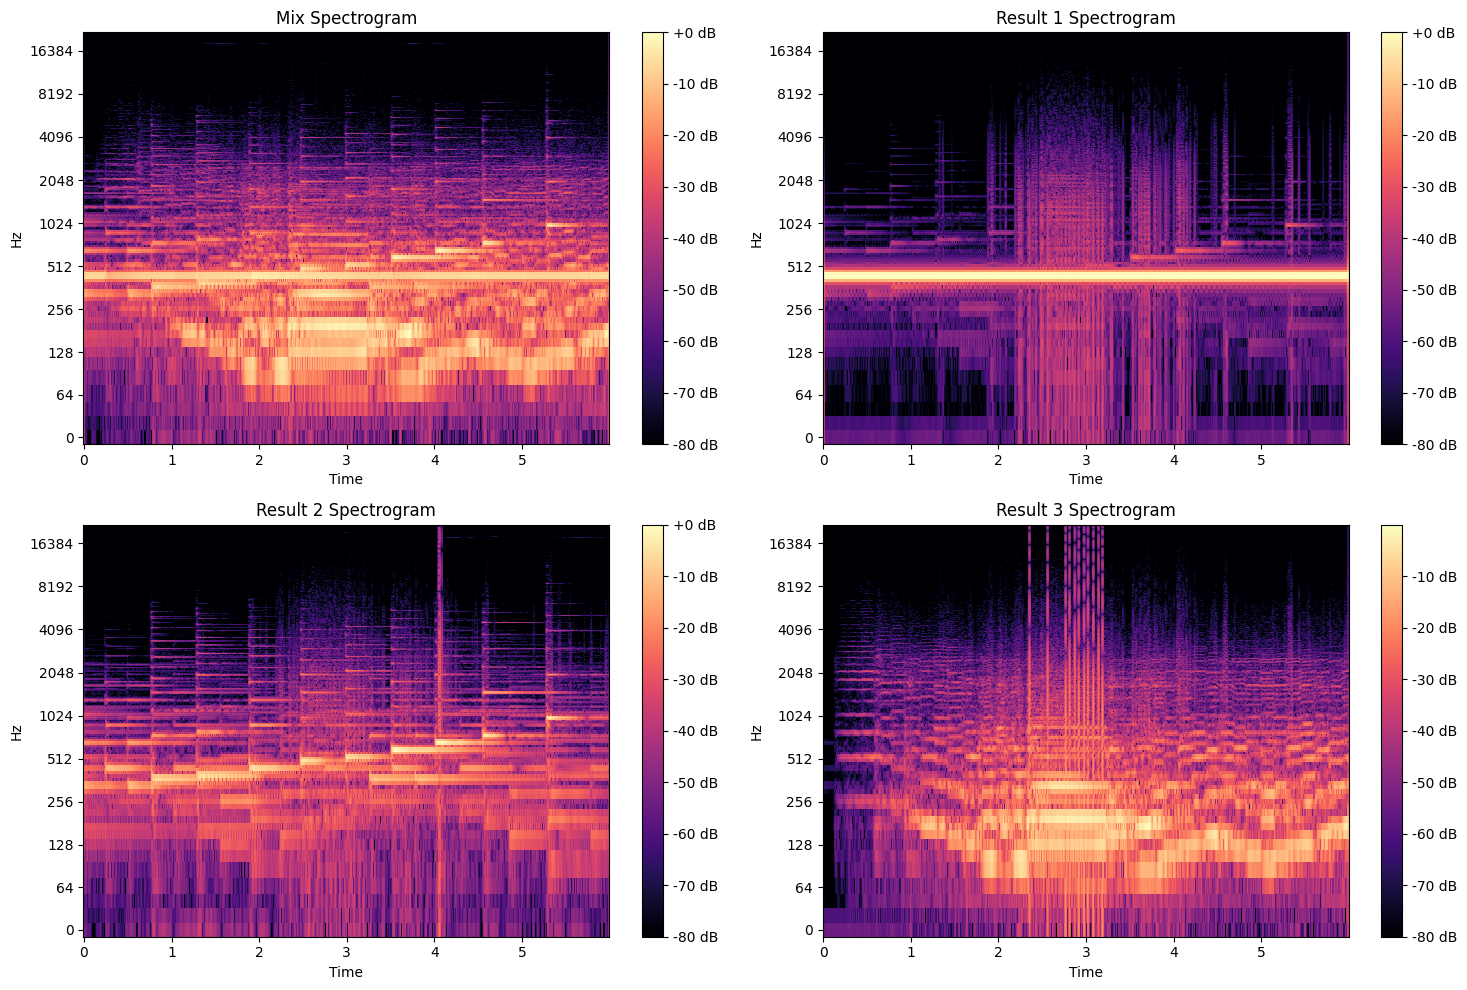 Mix Spectrogram
Hz
16384
8192
4096
2048
1024
512
256
128
64
0
0 1 2 3 4 5
Time
+0 dB
-10 dB
-20 dB
-30 dB
-40 dB
-50 dB
-60 dB
-70 dB
-80 dB
Result 1 Spectrogram
Hz
16384
8192
4096
2048
1024
512
256
128
64
0
0 1 2 3 4 5
Time
+0 dB
-10 dB
-20 dB
-30 dB
-40 dB
-50 dB
-60 dB
-70 dB
-80 dB
Result 2 Spectrogram
Hz
16384
8192
4096
2048
1024
512
256
128
64
0
0 1 2 3 4 5
Time
+0 dB
-10 dB
-20 dB
-30 dB
-40 dB
-50 dB
-60 dB
-70 dB
-80 dB
Result 3 Spectrogram
Hz
16384
8192
4096
2048
1024
512
256
128
64
0
0 1 2 3 4 5
Time
-10 dB
-20 dB
-30 dB
-40 dB
-50 dB
-60 dB
-70 dB
-80 dB